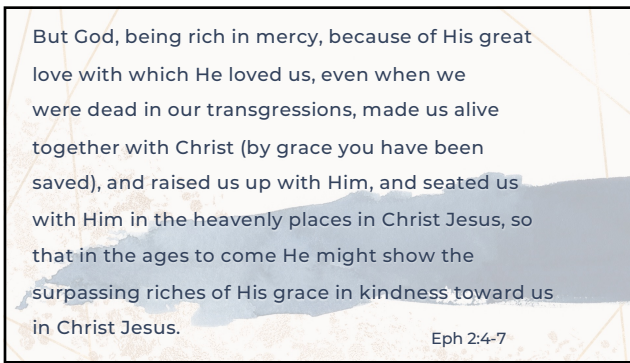 But God, being rich in mercy, because of His great
love with which He loved us, even when we
were dead in our transgressions, made us alive
together with Christ (by grace you have been
saved), and raised us up with Him, and seated us
with Him in the heavenly places in Christ Jesus, so
that in the ages to come He might show the
surpassing riches of His grace in kindness toward us
in Christ Jesus.
Eph 2:4-7